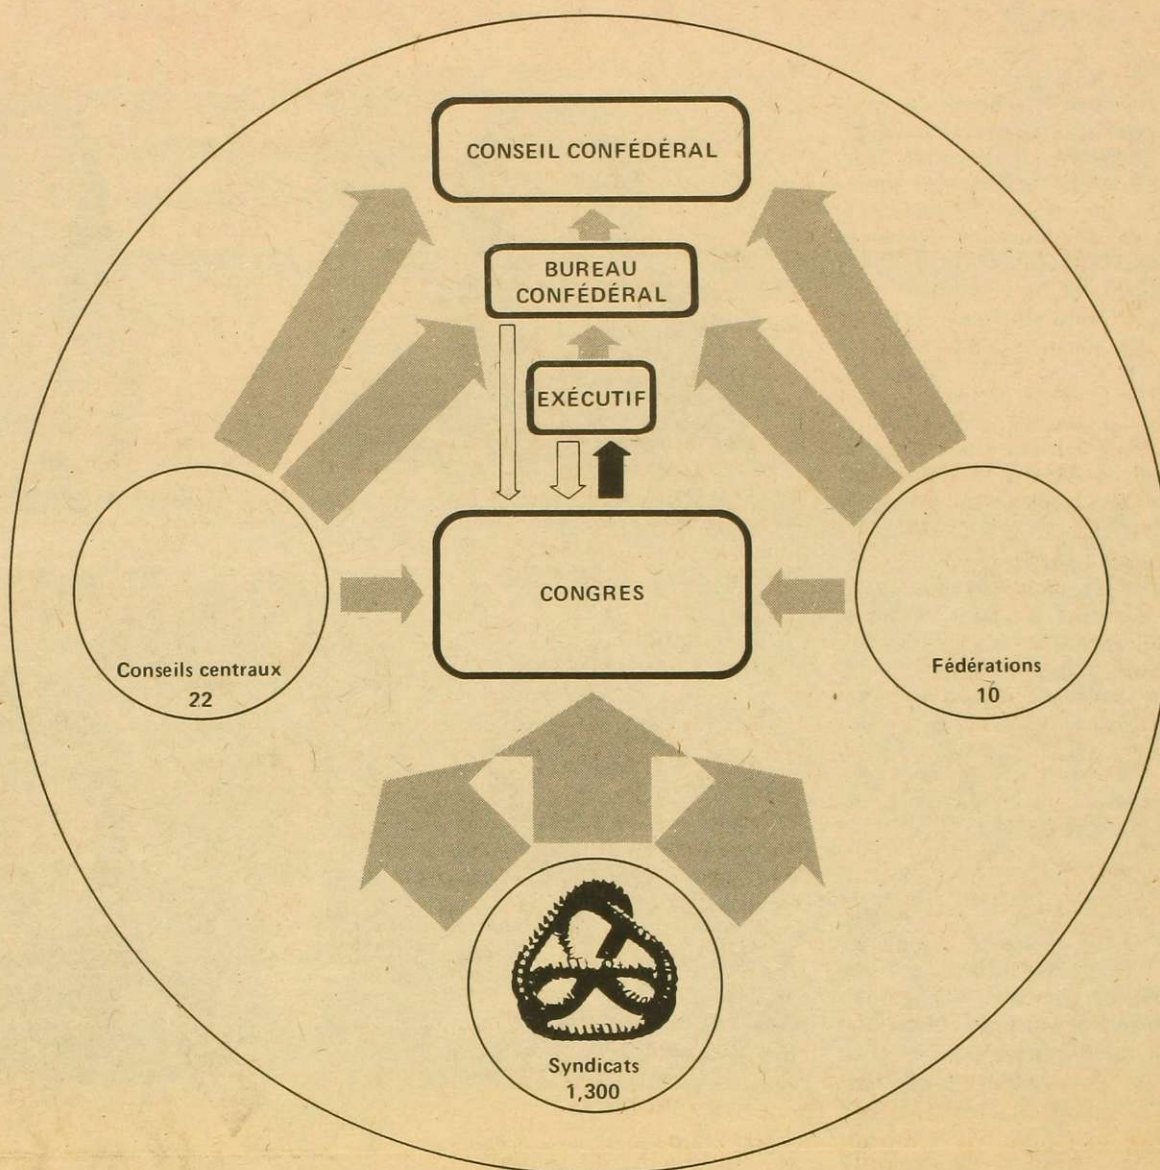 CONSEIL CONFÉDÉRAL
BUREAU
CONFÉDÉRAL
EXÉCUTIF
CONGRES
Conseils centraux
22
Fédérations
10
Syndicats
1,300